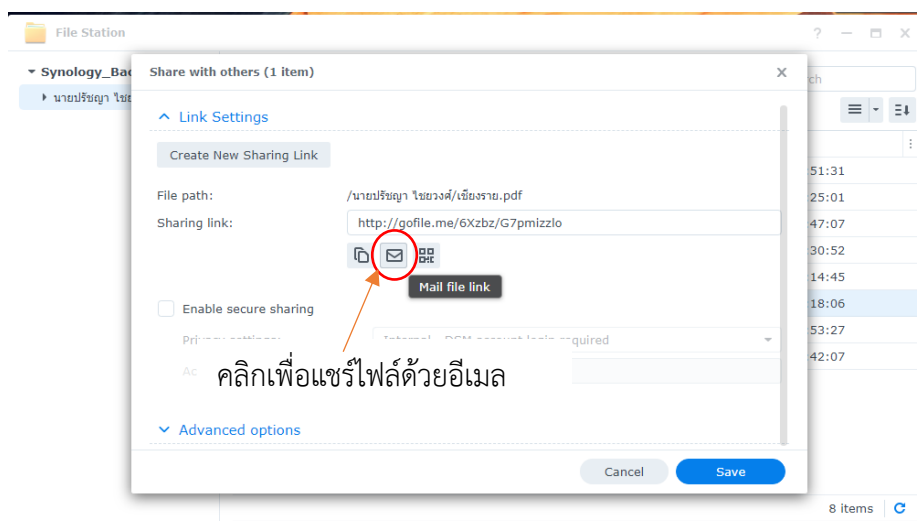 File Station
Synology_Bac
นายปรัชญา ไชย
Share with others (1 item)
Link Settings
Create New Sharing Link
File path:
/นายปรัชญา ไชยวงศ์/เชียงราย.pdf
Sharing link:
http://gofile.me/6Xzbz/G7pmizzlo
Mail file link
Enable secure sharing
Internal - DSM account login required
คลิกเพื่อแชร์ไฟล์ด้วยอีเมล
Advanced options
Cancel
Save
51:31
25:01
47:07
30:52
14:45
18:06
53:27
42:07
8 items